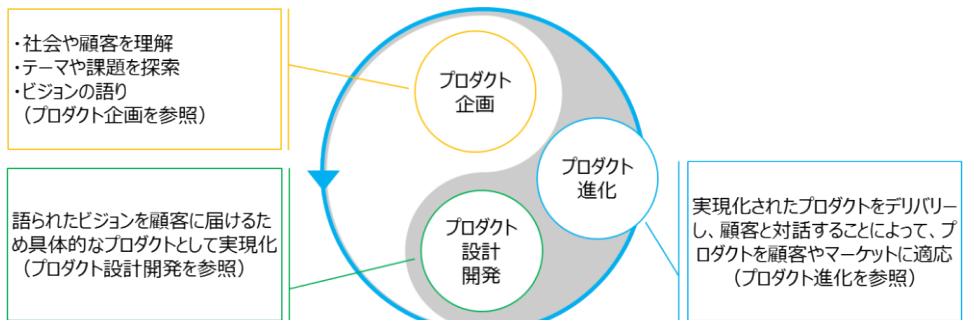 ・社会や顧客を理解
・テーマや課題を探索
・ビジョンの語り
（プロダクト企画を参照）
プロダクト
企画
プロダクト
進化
語られたビジョンを顧客に届けるた
め具体的なプロダクトとして実現化
（プロダクト設計開発を参照）
プロダクト
設計
開発
実現化されたプロダクトをデリバリー
し、顧客と対話することによって、プ
ロダクトを顧客やマーケットに適応
（プロダクト進化を参照）